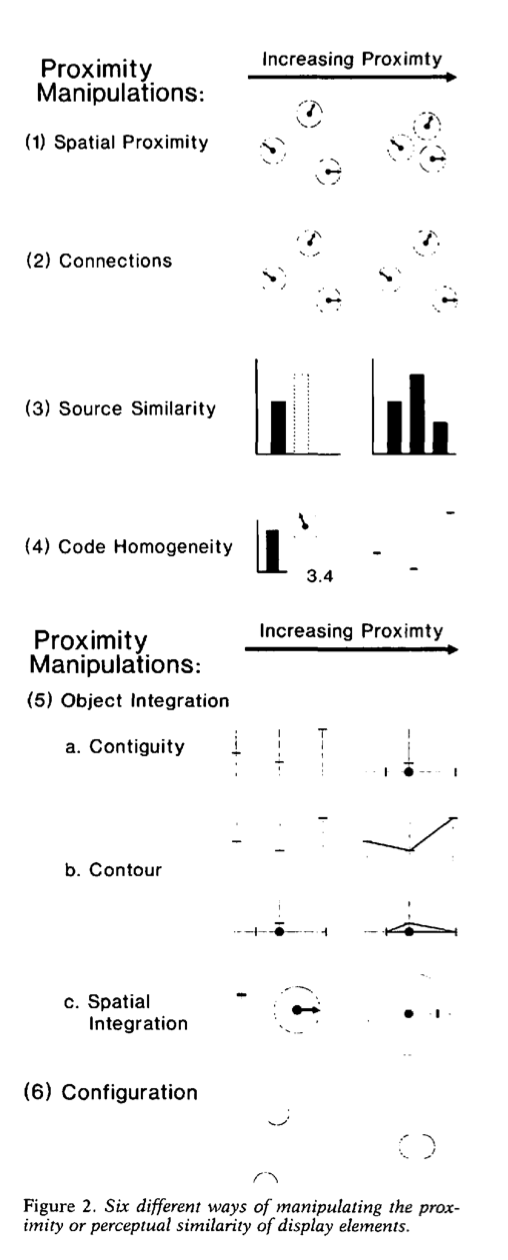 Proximity
Manipulations:
Increasing Proximty
(1) Spatial Proximity
(2) Connections
(3) Source Similarity
(4) Code Homogeneity
3.4
Proximity
Manipulations:
Increasing Proximty
(5) Object Integration
a. Contiguity
b. Contour
c. Spatial
Integration
(6) Configuration
Figure 2. Six different ways of manipulating the prox-
imity or perceptual similarity of display elements.